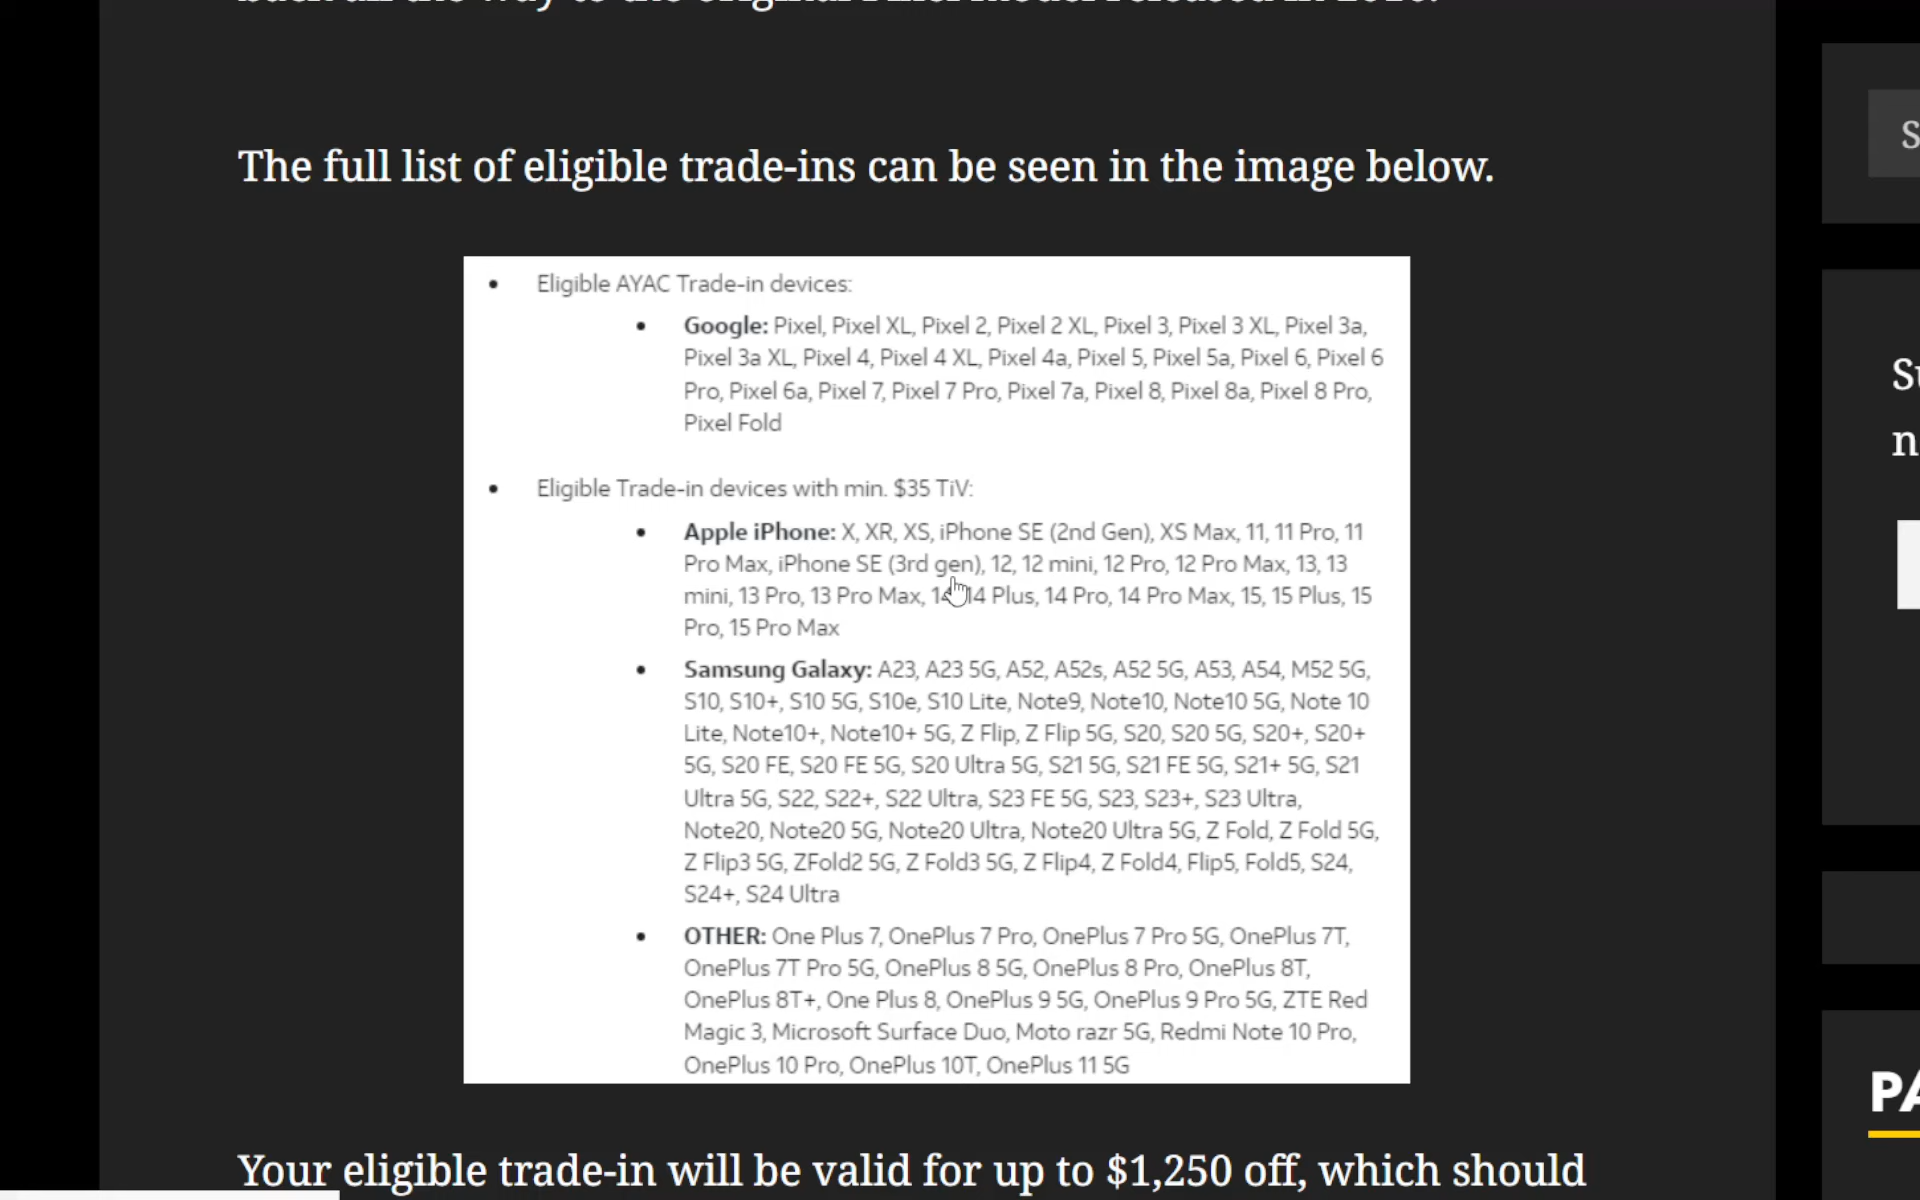 The full list of eligible trade-ins can be seen in the image below.
Eligible AYAC Trade-in devices:
Google: Pixel, Pixel XL, Pixel 2, Pixel 2 XL, Pixel 3, Pixel 3 XL, Pixel 3a,
Pixel 3a XL, Pixel 4, Pixel 4 XL, Pixel 4a, Pixel 5, Pixel 5a, Pixel 6, Pixel 6
Pro, Pixel 6a, Pixel 7, Pixel 7 Pro, Pixel 7a, Pixel 8, Pixel 8a, Pixel 8 Pro,
Pixel Fold
Eligible Trade-in devices with min. $35 TiV:
Apple iPhone: X, XR, XS, iPhone SE (2nd Gen), XS Max, 11, 11 Pro, 11
Pro Max, iPhone SE (3rd gen), 12, 12 mini, 12 Pro, 12 Pro Max, 13, 13
mini, 13 Pro, 13 Pro Max, 14 Plus, 14 Pro, 14 Pro Max, 15, 15 Plus, 15
Pro, 15 Pro Max
Samsung Galaxy: A23, A23 5G, A52, A52s, A52 5G, A53, A54, M52 5G,
S10, S10+, S10 5G, S10e, S10 Lite, Note9, Note10, Note10 5G, Note 10
Lite, Note10+, Note10+ 5G, Z Flip, Z Flip 5G, S20, S20 5G, S20+, S20+
5G, S20 FE, S20 FE 5G, S20 Ultra 5G, S21 5G, S21 FE 5G, S21+ 5G, S21
Ultra 5G, S22, S22+, S22 Ultra, S23 FE 5G, S23, S23+, S23 Ultra,
Note20, Note20 5G, Note20 Ultra, Note20 Ultra 5G, Z Fold, Z Fold 5G,
Z Flip3 5G, ZFold2 5G, Z Fold3 5G, Z Flip4, Z Fold4, Flip5, Fold5, S24,
S24+, S24 Ultra
OTHER: One Plus 7, OnePlus 7 Pro, OnePlus 7 Pro 5G, OnePlus 7T,
OnePlus 7T Pro 5G, OnePlus 8 5G, OnePlus 8 Pro, OnePlus 8T,
OnePlus 8T+, One Plus 8, OnePlus 9 5G, OnePlus 9 Pro 5G, ZTE Red
Magic 3, Microsoft Surface Duo, Moto razr 5G, Redmi Note 10 Pro,
OnePlus 10 Pro, OnePlus 10T, OnePlus 11 5G
Your eligible trade-in will be valid for up to $1,250 off, which should